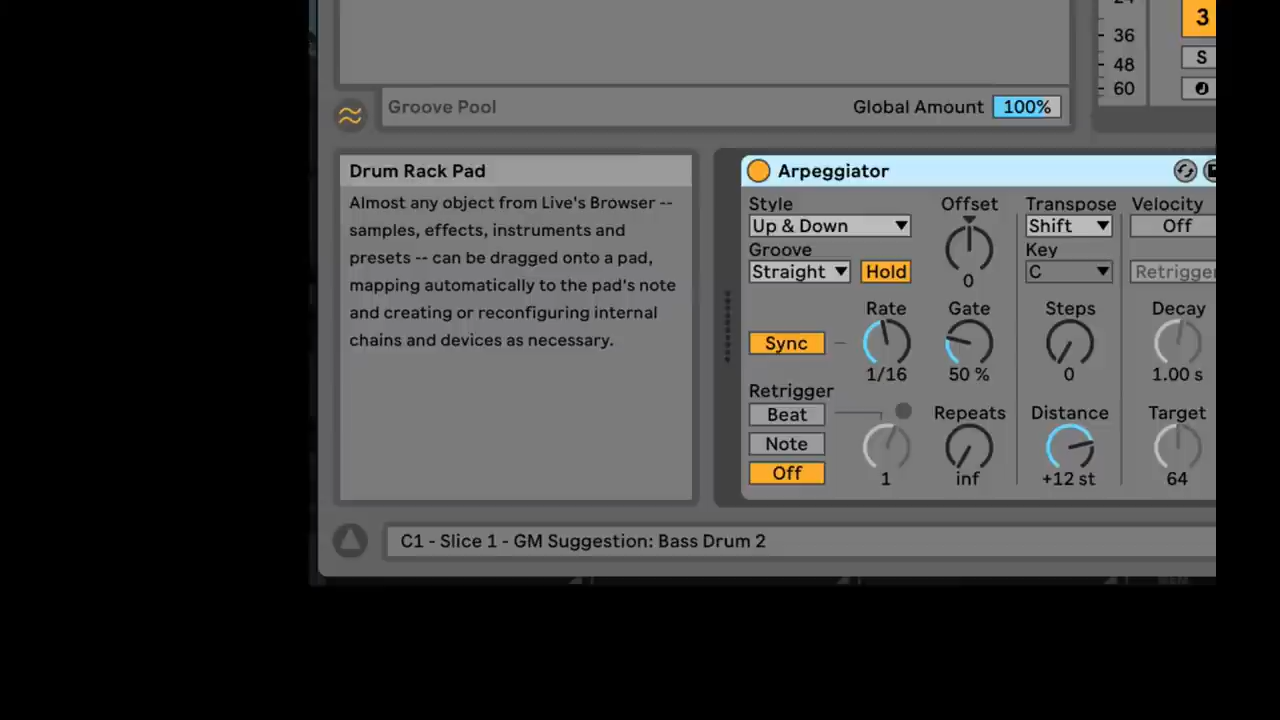 24
36
48
60
3
S
Groove Pool
Global Amount 100%
Drum Rack Pad
Almost any object from Live's Browser --
samples, effects, instruments and
presets -- can be dragged onto a pad,
mapping automatically to the pad's note
and creating or reconfiguring internal
chains and devices as necessary.
Arpeggiator
Style
Up & Down
Groove
Straight
Hold
Offset
0
Transpose
Shift
Key
C
Velocity
Off
Retrigger
Sync
Rate
1/16
Gate
50 %
Steps
0
Decay
1.00 s
Retrigger
Beat
Note
Off
1
Repeats
inf
Distance
+12 st
Target
64
C1 - Slice 1 - GM Suggestion: Bass Drum 2